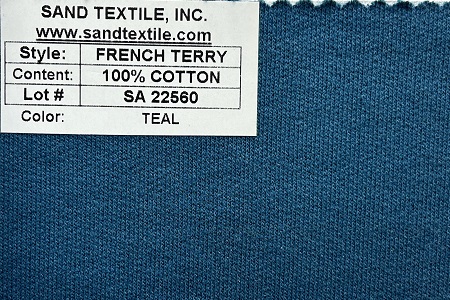 SAND TEXTILE, INC.
www.sandtextile.com
Style: FRENCH TERRY
Content: 100% COTTON
Lot # SA 22560
Color: TEAL